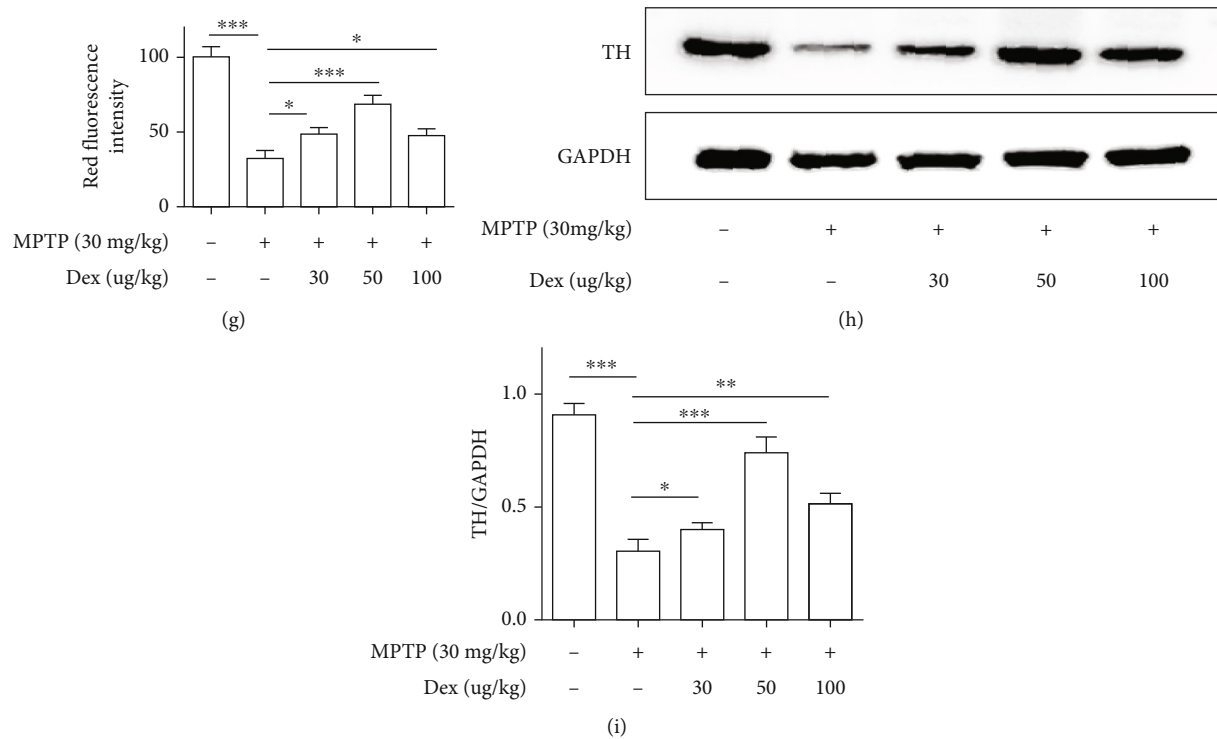 ***
*
***
*
100
50
0
Red fluorescence
intensity
MPTP (30 mg/kg) – + + + +
Dex (ug/kg) – – 30 50 100
(g)
TH
GAPDH
MPTP (30mg/kg) – + + + +
Dex (ug/kg) – – 30 50 100
(h)
***
**
***
*
1.0
0.5
0.0
TH/GAPDH
MPTP (30 mg/kg) – + + + +
Dex (ug/kg) – – 30 50 100
(i)